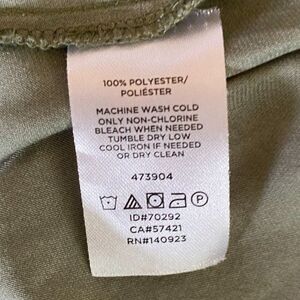 100% POLYESTER/
POLIÉSTER
MACHINE WASH COLD
ONLY NON-CHLORINE
BLEACH WHEN NEEDED
TUMBLE DRY LOW
COOL IRON IF NEEDED
OR DRY CLEAN
473904
P
ID#70292
CA#57421
RN#140923